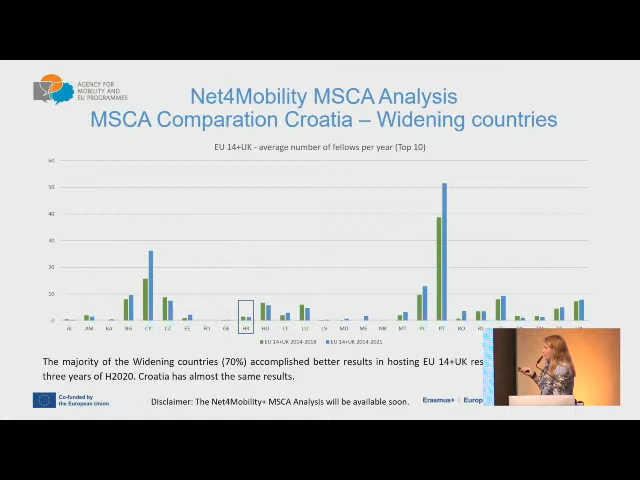 AGENCY FOR
MOBILITY AND
EU PROGRAMMES
Net4Mobility MSCA Analysis
MSCA Comparation Croatia – Widening countries
EU 14+UK - average number of fellows per year (Top 10)
60
50
40
30
20
10
0
AL AM BA BG CY CZ EE FO GE HR HU LT LU LV MD ME MK MT PL PT RO
EU 14+UK 2014-2018 EU 14+UK 2014-2021
The majority of the Widening countries (70%) accomplished better results in hosting EU 14+UK
three years of H2020. Croatia has almost the same results.
Co-funded by
the European Union
Disclaimer: The Net4Mobility+ MSCA Analysis will be available soon.
Erasmus+